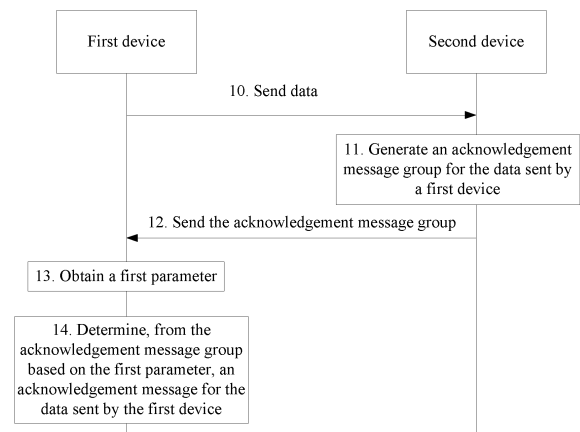 First device
Second device
10. Send data
11. Generate an acknowledgement
message group for the data sent by
a first device
12. Send the acknowledgement message group
13. Obtain a first parameter
14. Determine, from the
acknowledgement message group
based on the first parameter, an
acknowledgement message for the
data sent by the first device